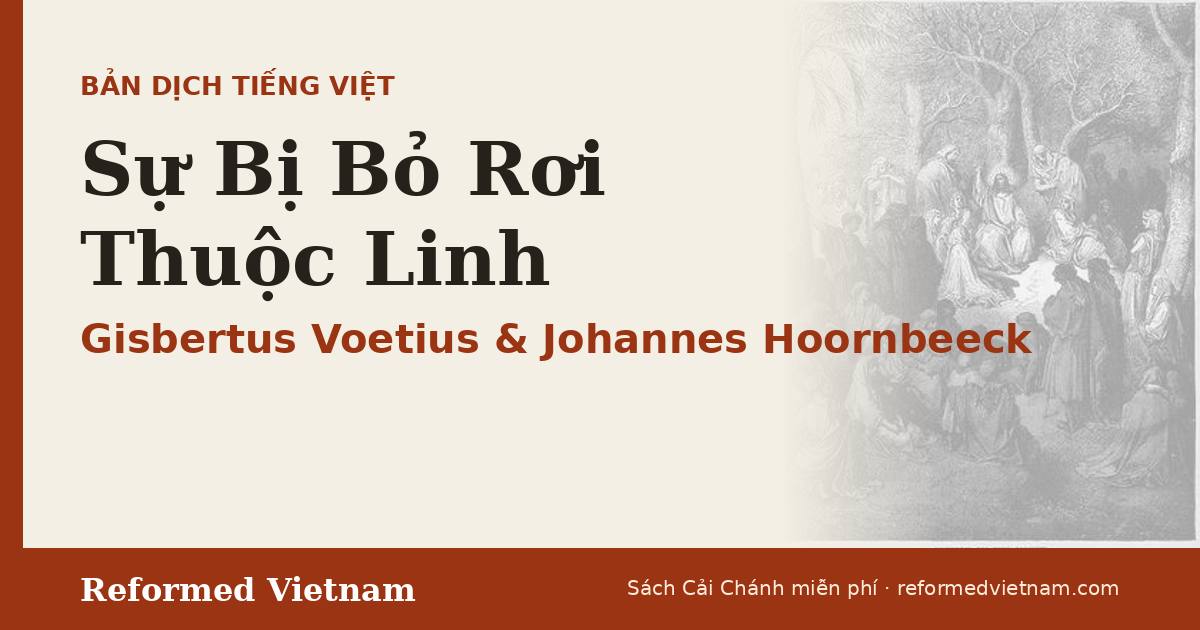 BẢN DỊCH TIẾNG VIỆT
Sự Bị Bỏ Rơi
Thuộc Linh
Gisbertus Voetius & Johannes Hoornbeeck
Reformed Vietnam
Sách Cải Chánh miễn phí · reformedvietnam.com